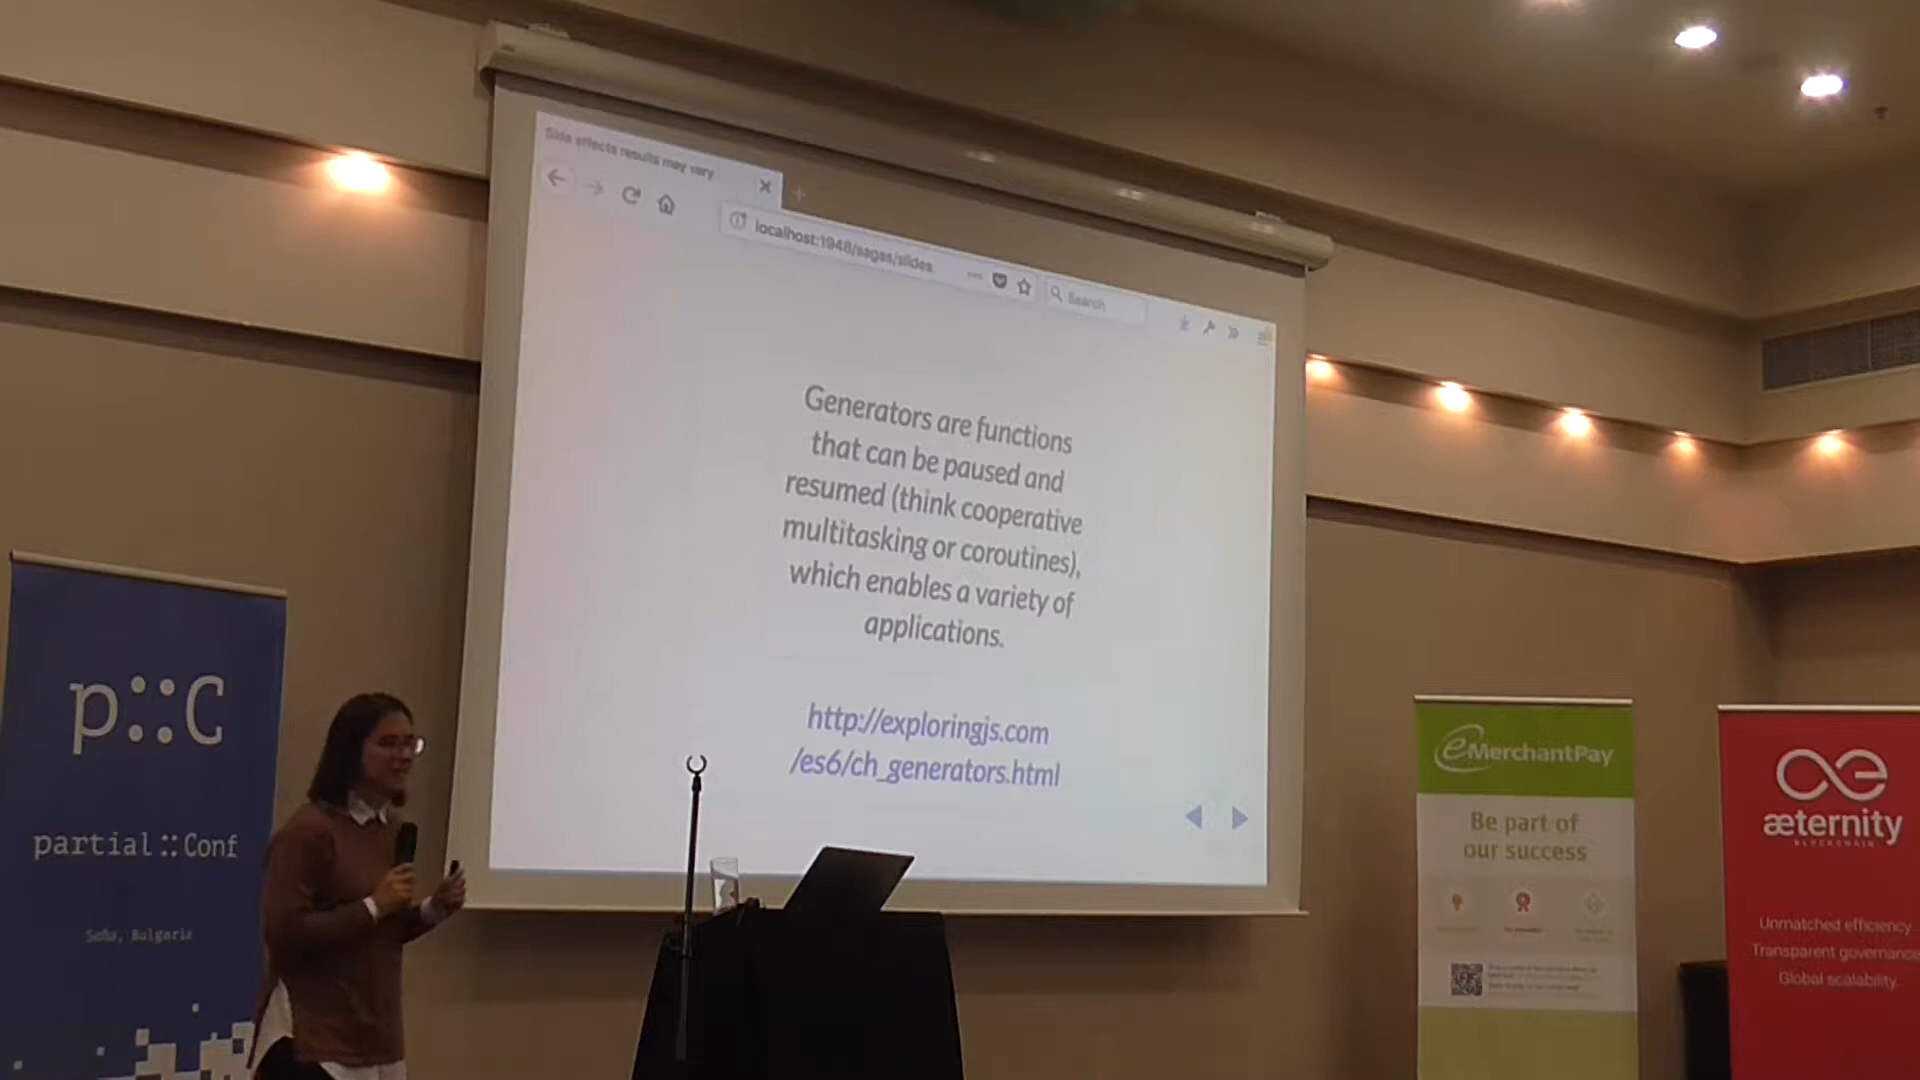 Side effects results may vary
localhost:1948/sagas/slides
Search
Generators are functions
that can be paused and
resumed (think cooperative
multitasking or coroutines),
which enables a variety of
applications.
http://exploringjs.com
/es6/ch_generators.html
p::C
partial::Conf
Sofia, Bulgaria
eMerchantPay
Be part of
our success
æternity
BLOCKCHAIN
Unmatched efficiency
Transparent governance
Global scalability.